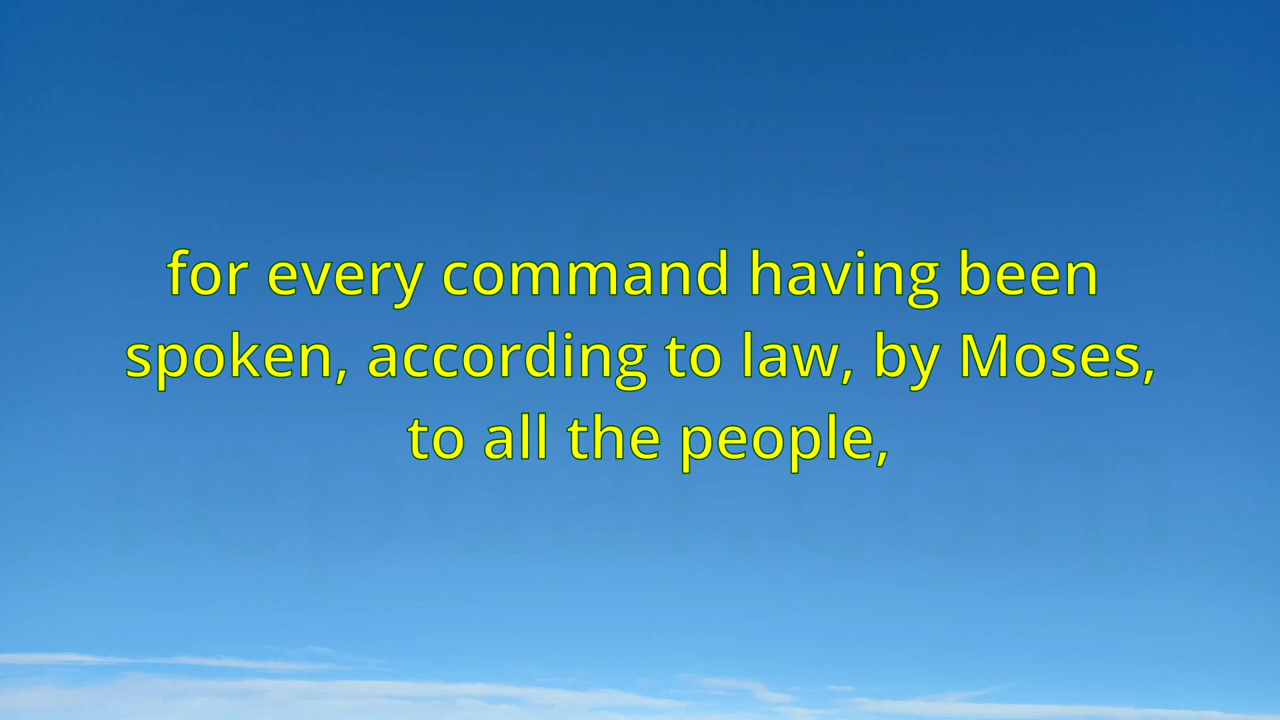 for every command having been
spoken, according to law, by Moses,
to all the people,